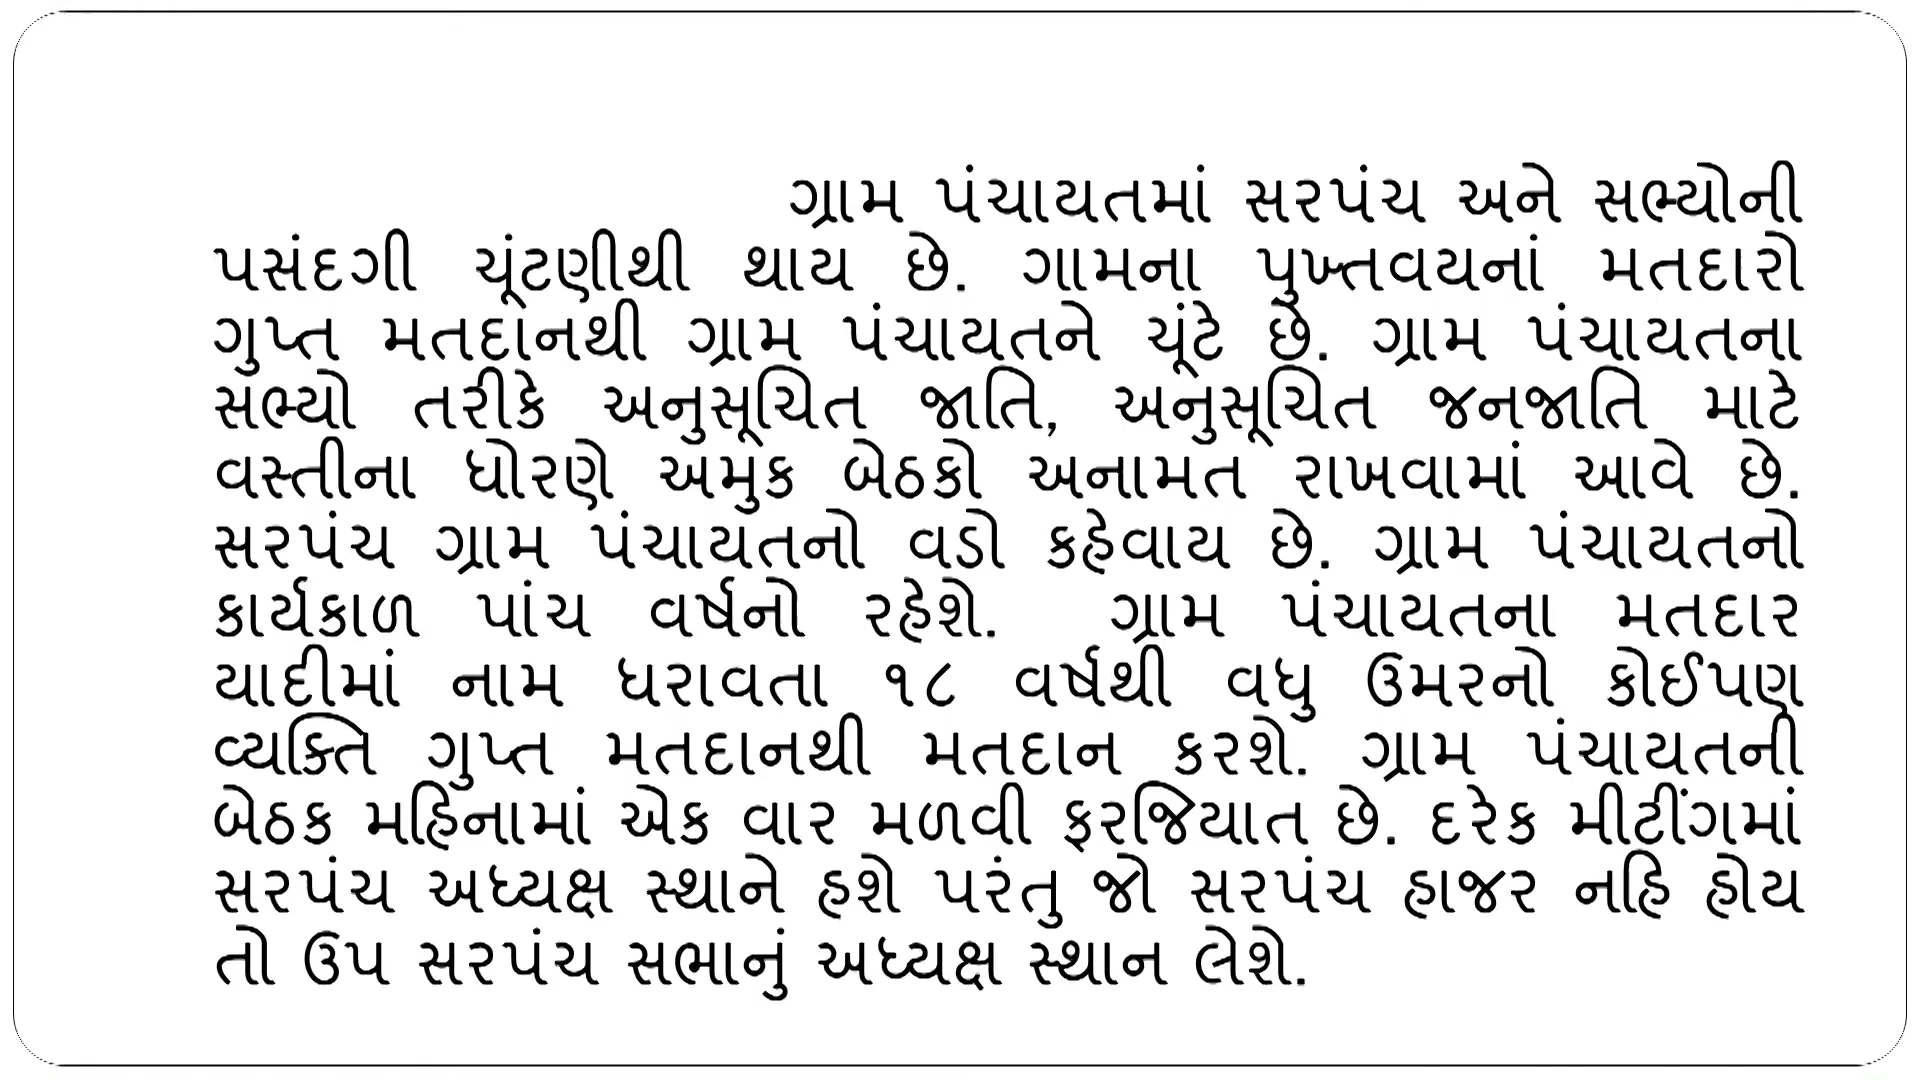 ગ્રામ પંચાયતમાં સરપંચ અને સભ્યોની
પસંદગી ચૂંટણીથી થાય છે. ગામના પુખ્તવયનાં મતદારો
ગુપ્ત મતદાનથી ગ્રામ પંચાયતને ચૂંટે છે. ગ્રામ પંચાયતના
સભ્યો તરીકે અનુસૂચિત જાતિ, અનુસૂચિત જનજાતિ માટે
વસ્તીના ધોરણે અમુક બેઠકો અનામત રાખવામાં આવે છે.
સરપંચ ગ્રામ પંચાયતનો વડો કહેવાય છે. ગ્રામ પંચાયતનો
કાર્યકાળ પાંચ વર્ષનો રહેશે. ગ્રામ પંચાયતના મતદાર
યાદીમાં નામ ધરાવતા ૧૮ વર્ષથી વધુ ઉમરનો કોઈપણ
વ્યક્તિ ગુપ્ત મતદાનથી મતદાન કરશે. ગ્રામ પંચાયતની
બેઠક મહિનામાં એક વાર મળવી ફરજિયાત છે. દરેક મીટીંગમાં
સરપંચ અધ્યક્ષ સ્થાને હશે પરંતુ જો સરપંચ હાજર નહિ હોય
તો ઉપ સરપંચ સભાનું અધ્યક્ષ સ્થાન લેશે.